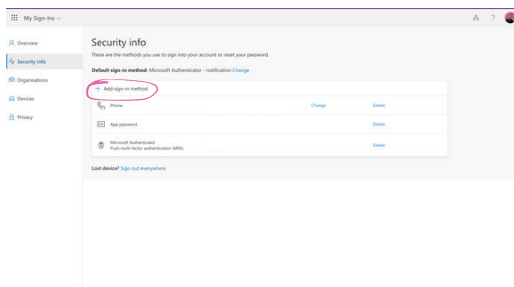 My Sign-Ins
?
Overview
Security info
Organisations
Devices
Privacy
Security info
These are the methods you use to sign into your account or reset your password.
Default sign-in method: Microsoft Authenticator - notification Change
+ Add sign-in method
Phone Change Delete
App password Delete
Microsoft Authenticator
Push multi-factor authentication (MFA) Delete
Lost device? Sign out everywhere